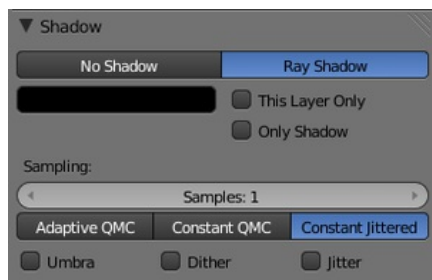 Shadow
No Shadow Ray Shadow
This Layer Only
Only Shadow
Sampling:
Samples: 1
Adaptive QMC Constant QMC Constant Jittered
Umbra Dither Jitter